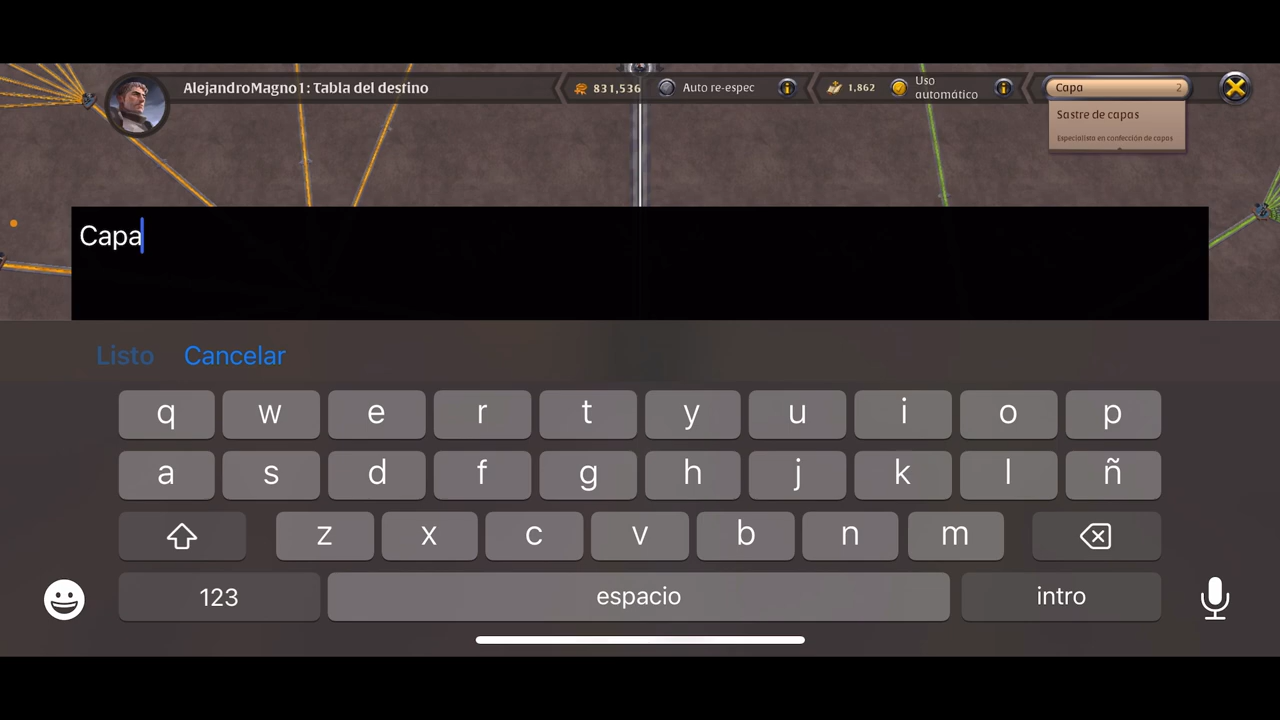 AlejandroMagno1: Tabla del destino
831,536
Auto re-espec
1,862
Uso
automático
Capa 2
Sastre de capas
Especialista en confección de capas
Capa
Listo Cancelar
q w e r t y u i o p
a s d f g h j k l ñ
z x c v b n m
123 espacio intro